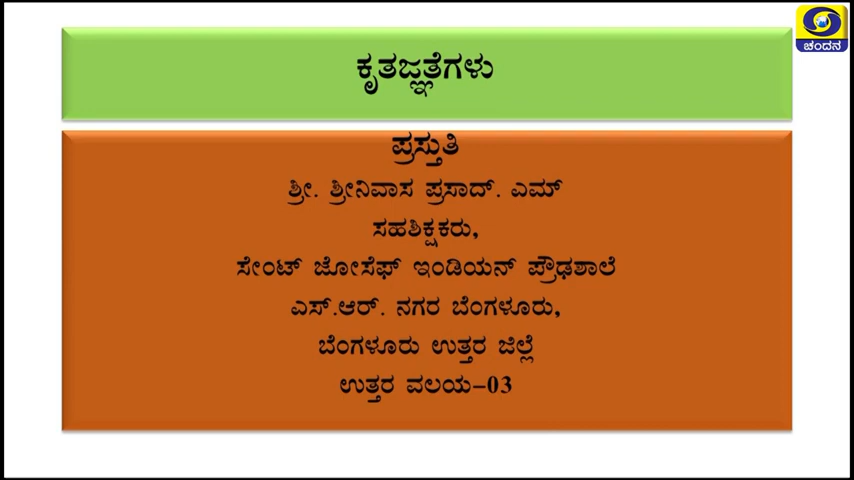 ಚಂದನ
ಕೃತಜ್ಞತೆಗಳು
ಪ್ರಸ್ತುತಿ
ಶ್ರೀ. ಶ್ರೀನಿವಾಸ ಪ್ರಸಾದ್. ಎಮ್
ಸಹಶಿಕ್ಷಕರು,
ಸೇಂಟ್ ಜೋಸೆಫ್ ಇಂಡಿಯನ್ ಪ್ರೌಢಶಾಲೆ
ಎಸ್.ಆರ್. ನಗರ ಬೆಂಗಳೂರು,
ಬೆಂಗಳೂರು ಉತ್ತರ ಜಿಲ್ಲೆ
ಉತ್ತರ ವಲಯ-03